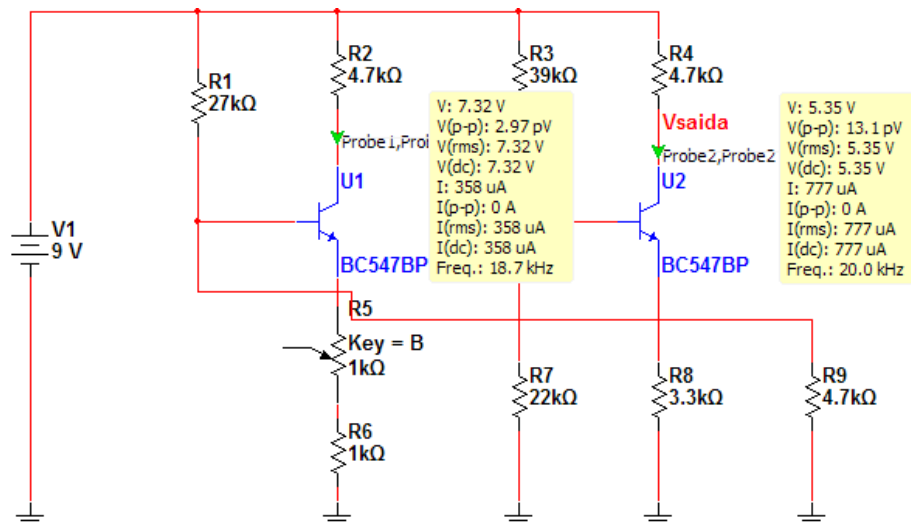 R1
27kΩ
R2
4.7kΩ
R3
39kΩ
R4
4.7kΩ
V: 7.32 V
V(p-p): 2.97 pV
V(rms): 7.32 V
V(dc): 7.32 V
I: 358 uA
I(p-p): 0 A
I(rms): 358 uA
I(dc): 358 uA
Freq.: 18.7 kHz
V: 5.35 V
V(p-p): 13.1 pV
V(rms): 5.35 V
V(dc): 5.35 V
I: 777 uA
I(p-p): 0 A
I(rms): 777 uA
I(dc): 777 uA
Freq.: 20.0 kHz
Vsaida
Probe1,Pro
Probe2,Probe2
U1
BC547BP
U2
BC547BP
V1
9 V
R5
Key = B
1kΩ
R6
1kΩ
R7
22kΩ
R8
3.3kΩ
R9
4.7kΩ